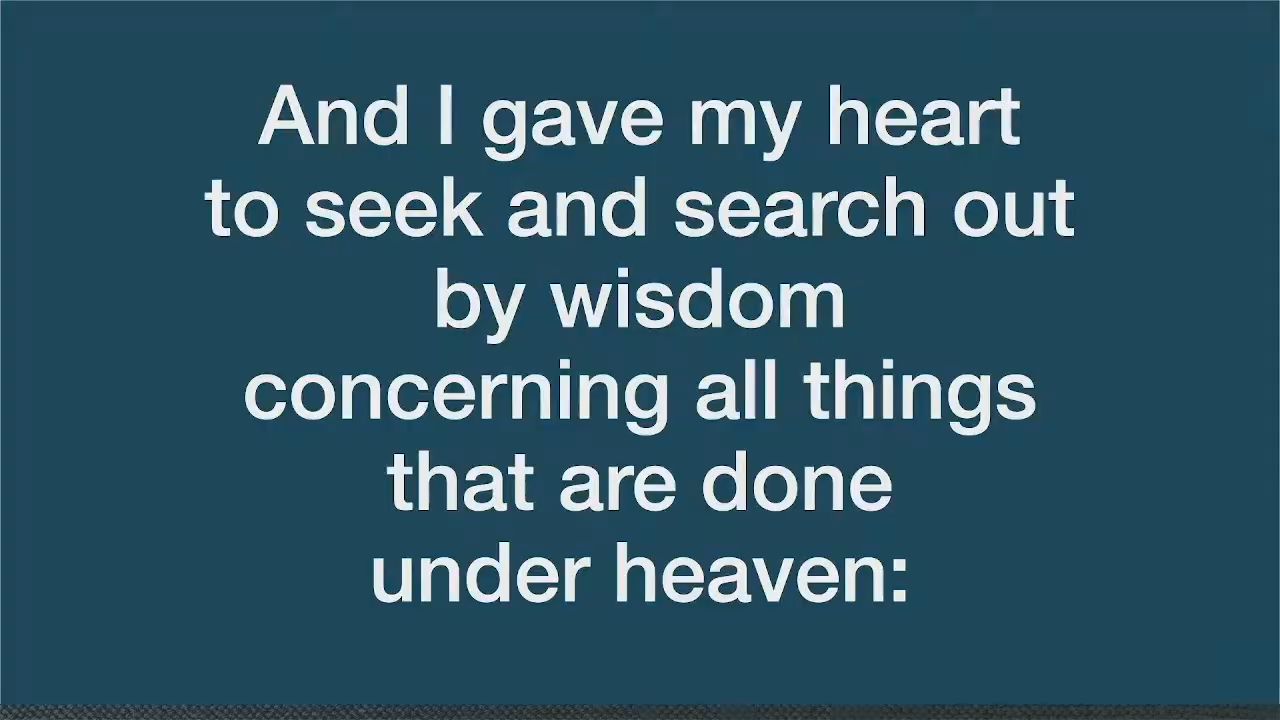 And I gave my heart
to seek and search out
by wisdom
concerning all things
that are done
under heaven: